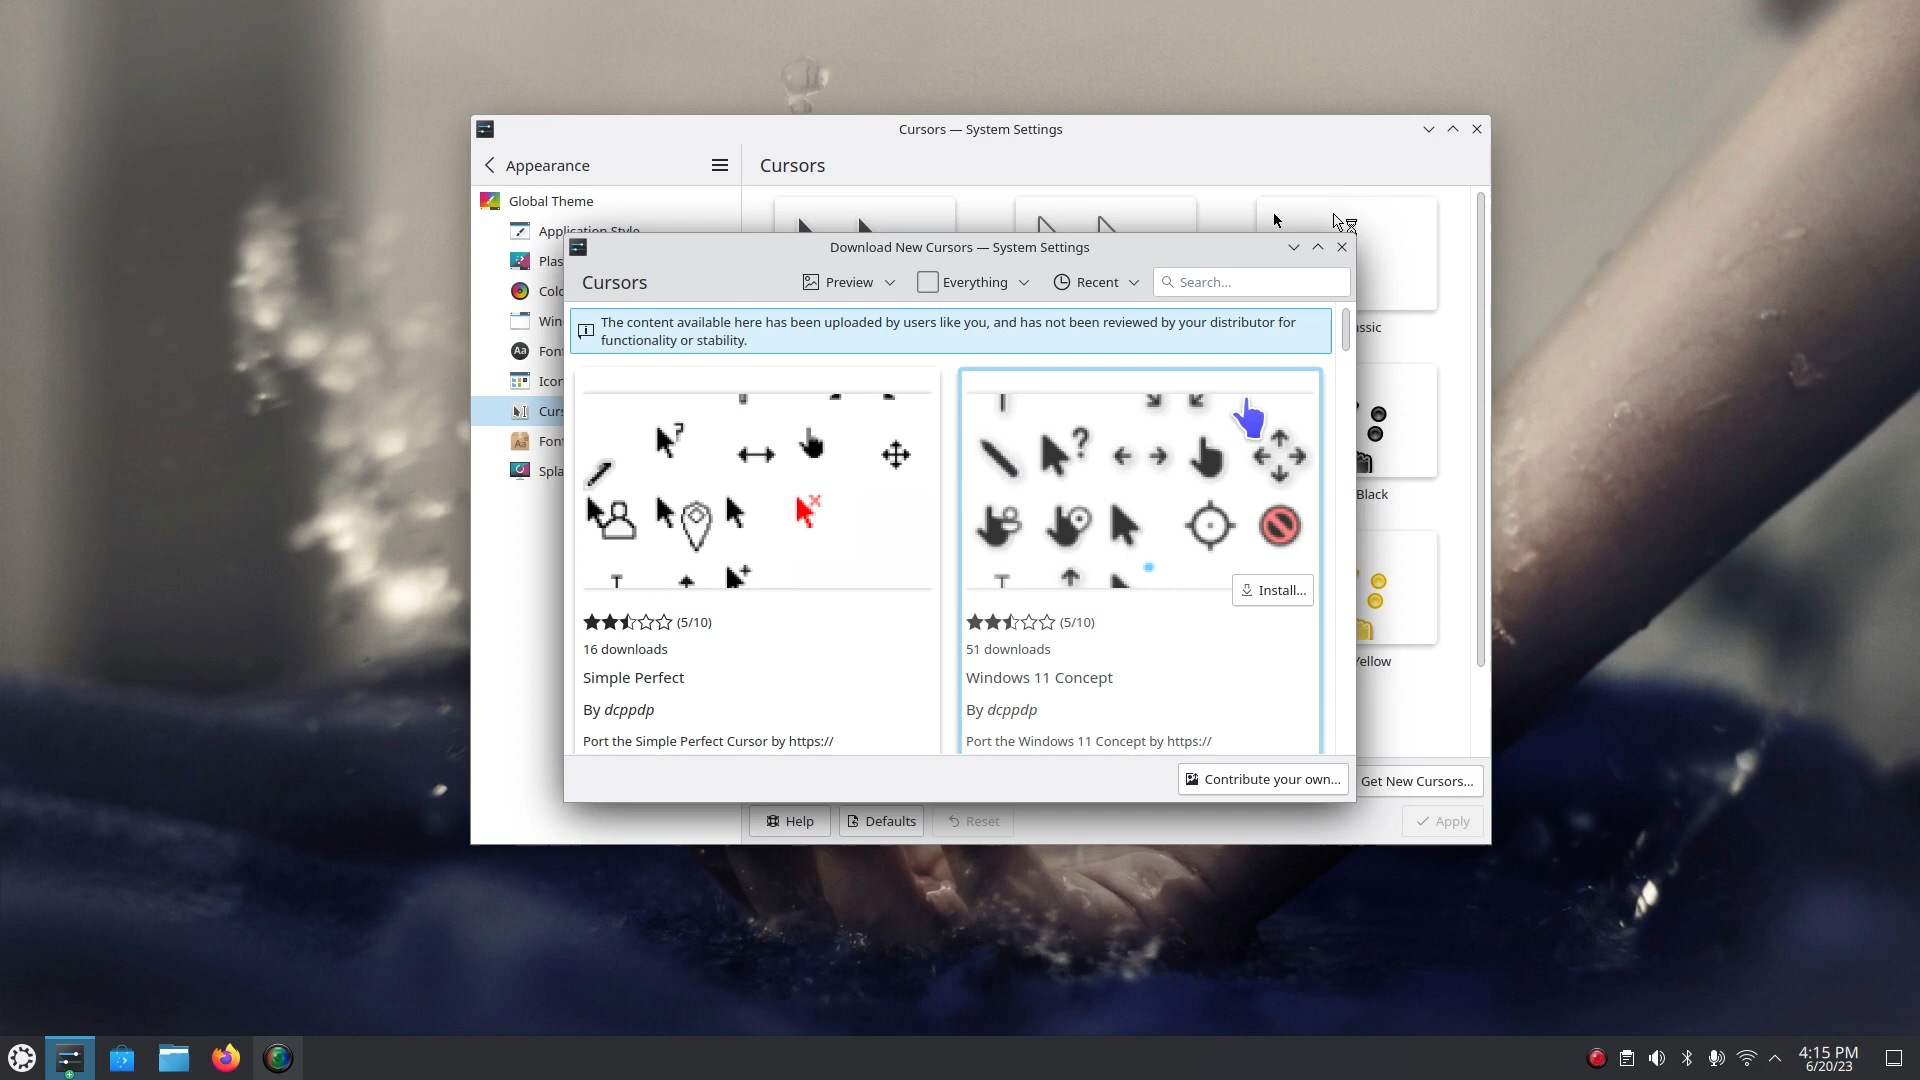 Cursors — System Settings
Appearance
Cursors
Global Theme
Application Style
Download New Cursors — System Settings
Cursors
Preview
Everything
Recent
Search...
The content available here has been uploaded by users like you, and has not been reviewed by your distributor for
functionality or stability.
Install...
(5/10)
16 downloads
Simple Perfect
By dcppdp
Port the Simple Perfect Cursor by https://
(5/10)
51 downloads
Windows 11 Concept
By dcppdp
Port the Windows 11 Concept by https://
Contribute your own...
Black
Get New Cursors...
Help
Defaults
Reset
Apply
4:15 PM
6/20/23